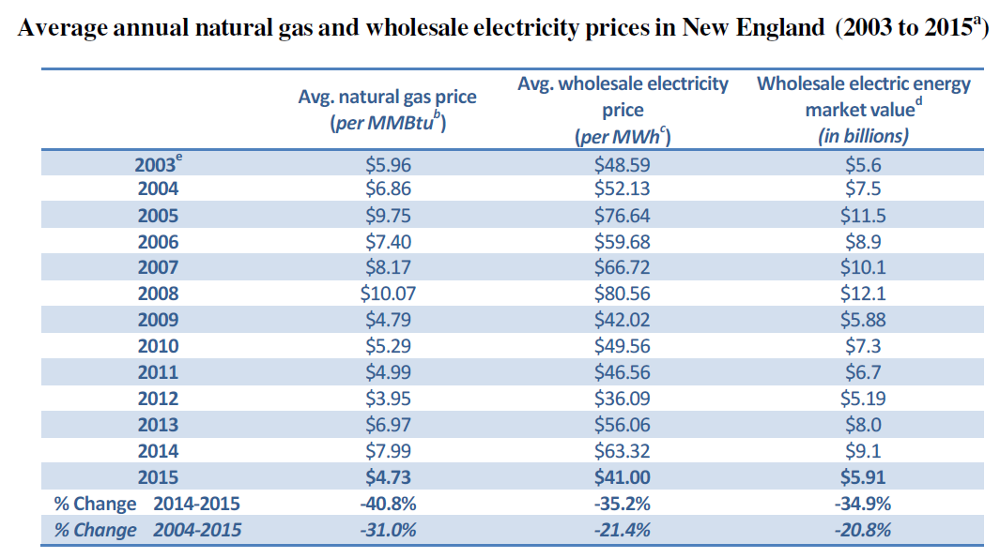 Average annual natural gas and wholesale electricity prices in New England (2003 to 2015a)
Avg. natural gas price (per MMBtub) Avg. wholesale electricity price (per MWhc) Wholesale electric energy market valued (in billions)
2003e $5.96 $48.59 $5.6
2004 $6.86 $52.13 $7.5
2005 $9.75 $76.64 $11.5
2006 $7.40 $59.68 $8.9
2007 $8.17 $66.72 $10.1
2008 $10.07 $80.56 $12.1
2009 $4.79 $42.02 $5.88
2010 $5.29 $49.56 $7.3
2011 $4.99 $46.56 $6.7
2012 $3.95 $36.09 $5.19
2013 $6.97 $56.06 $8.0
2014 $7.99 $63.32 $9.1
2015 $4.73 $41.00 $5.91
% Change 2014-2015 -40.8% -35.2% -34.9%
% Change 2004-2015 -31.0% -21.4% -20.8%